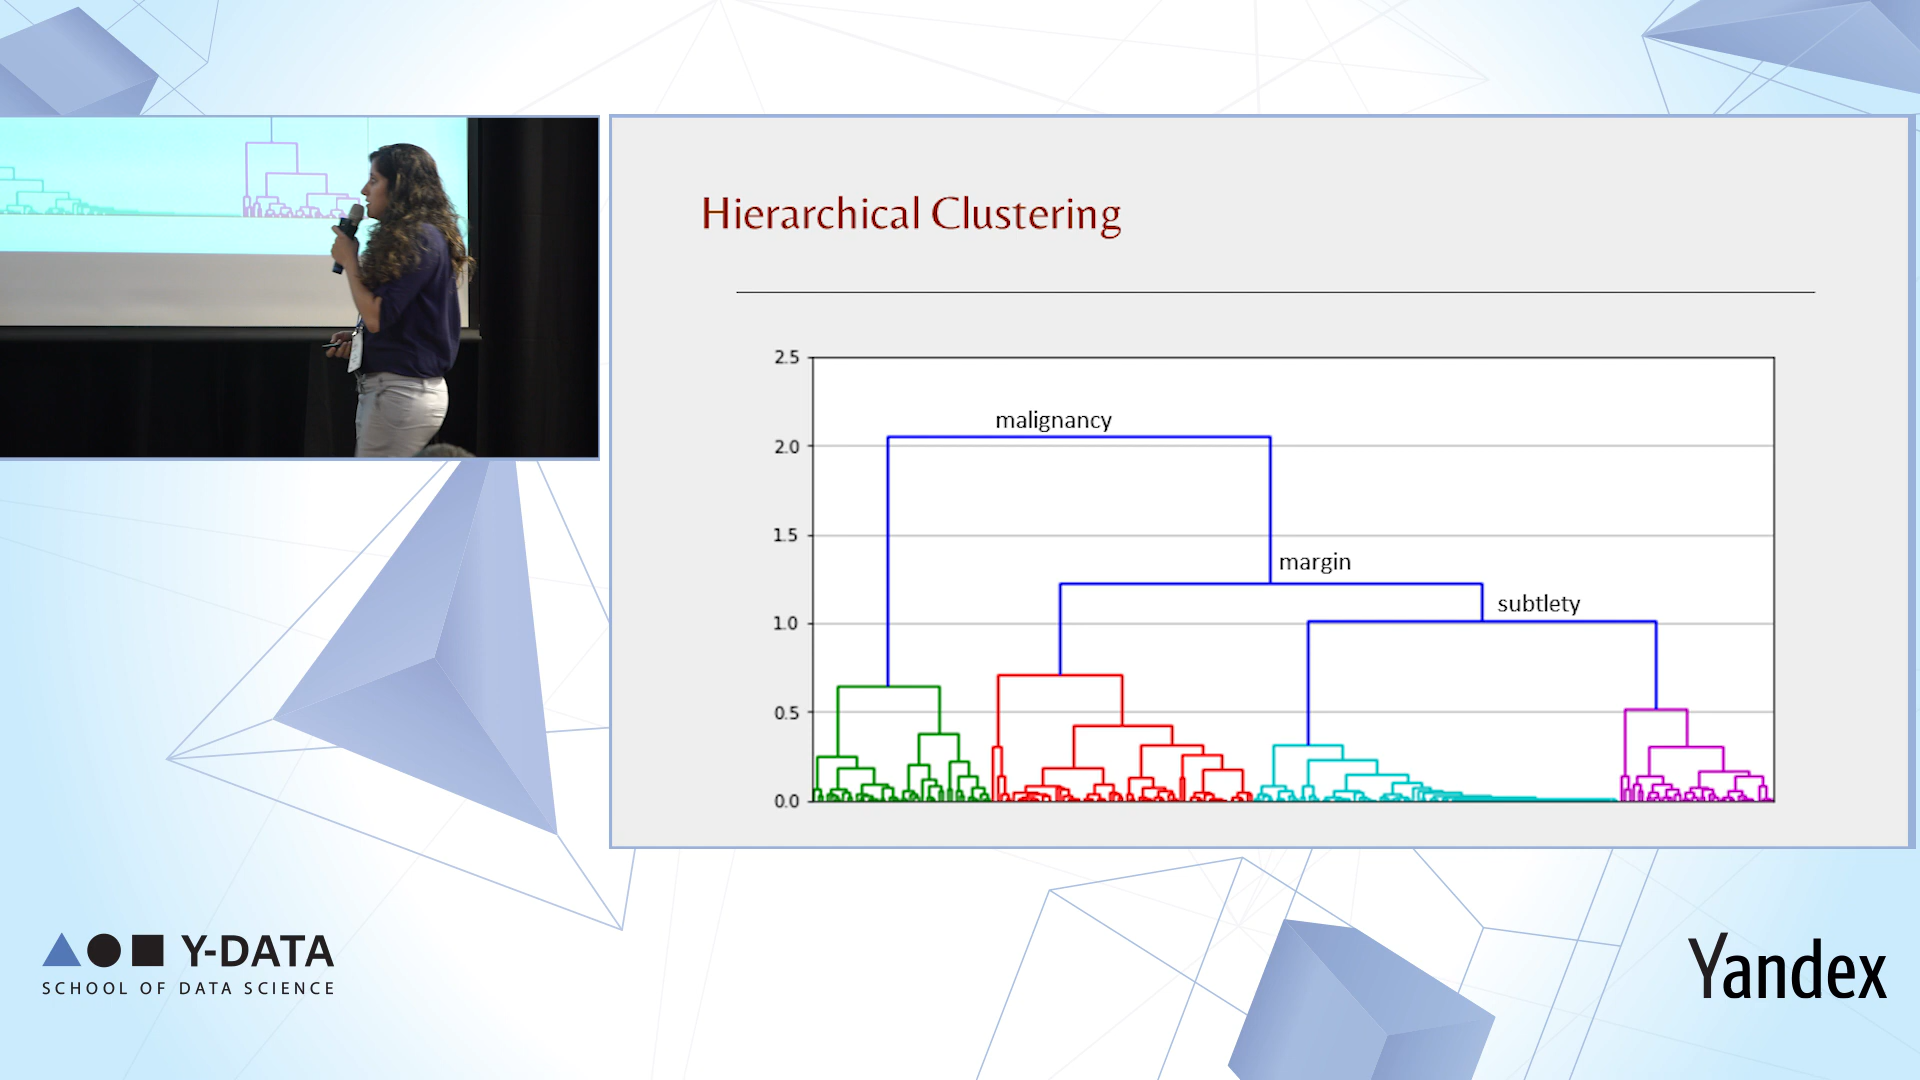 Hierarchical Clustering
2.5
malignancy
2.0
1.5
margin
subtlety
1.0
0.5
0.0
Y-DATA
SCHOOL OF DATA SCIENCE
Yandex